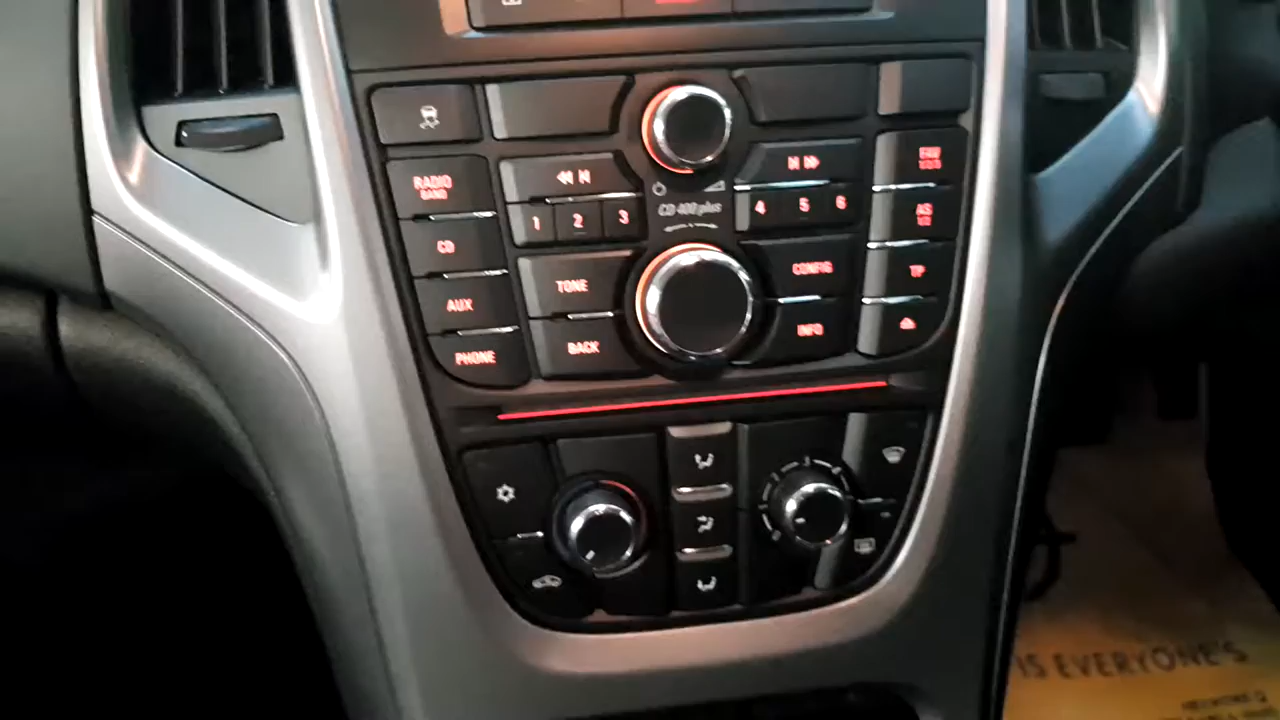 RADIO
BAND
CD
AUX
PHONE
1
2
3
TONE
BACK
CD 400 plus
4
5
6
CONFIG
INFO
FAV
AS
TP
IS EVERYONE'S